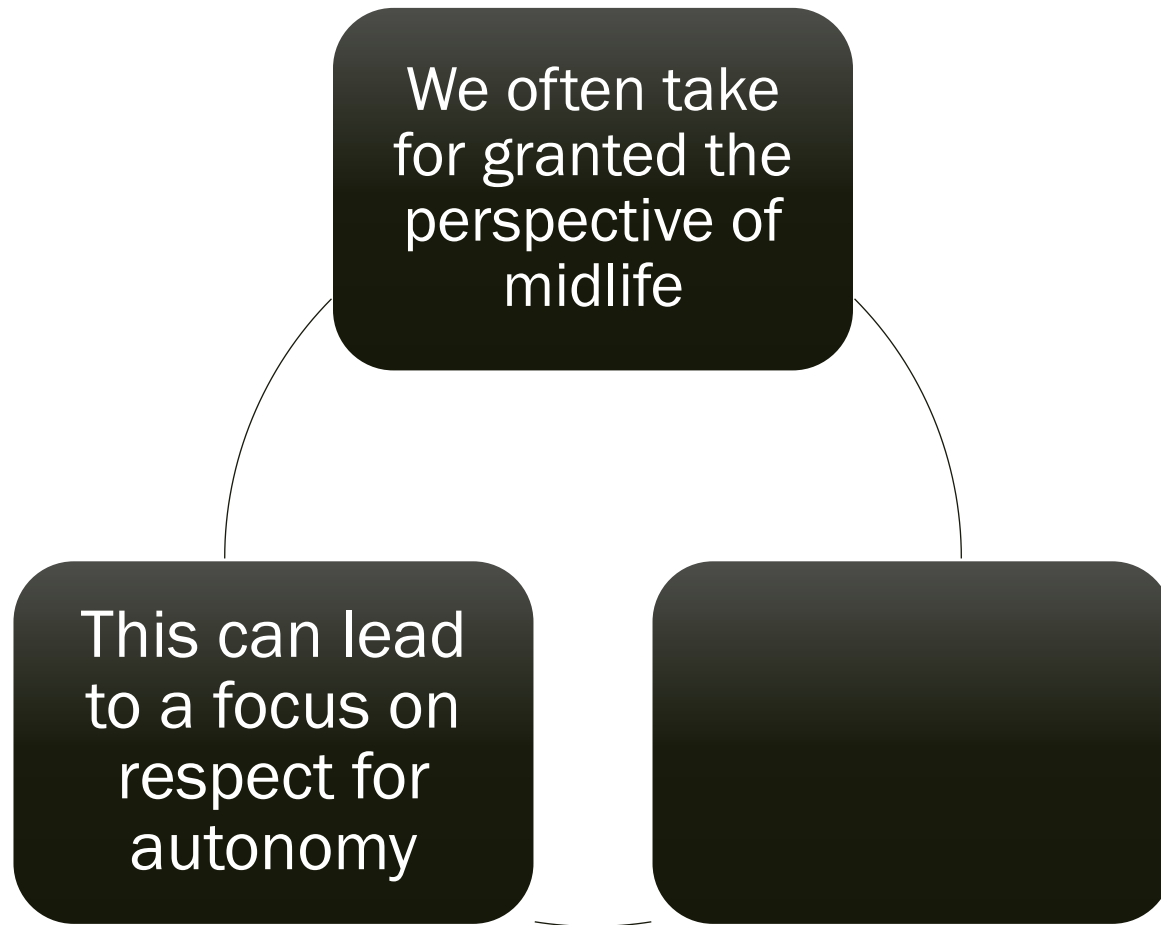 We often take
for granted the
perspective of
midlife
This can lead
to a focus on
respect for
autonomy